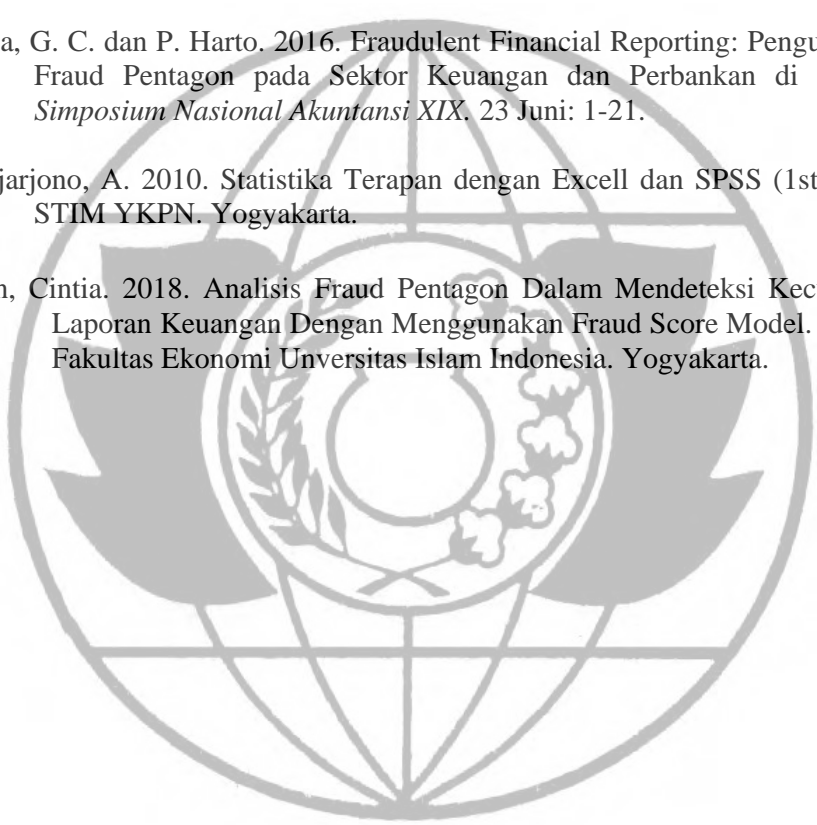 a, G. C. dan P. Harto. 2016. Fraudulent Financial Reporting: Pengu
Fraud Pentagon pada Sektor Keuangan dan Perbankan di
Simposium Nasional Akuntansi XIX. 23 Juni: 1-21.
jarjono, A. 2010. Statistika Terapan dengan Excell dan SPSS (1st
STIM YKPN. Yogyakarta.
n, Cintia. 2018. Analisis Fraud Pentagon Dalam Mendeteksi Kec
Laporan Keuangan Dengan Menggunakan Fraud Score Model.
Fakultas Ekonomi Unversitas Islam Indonesia. Yogyakarta.